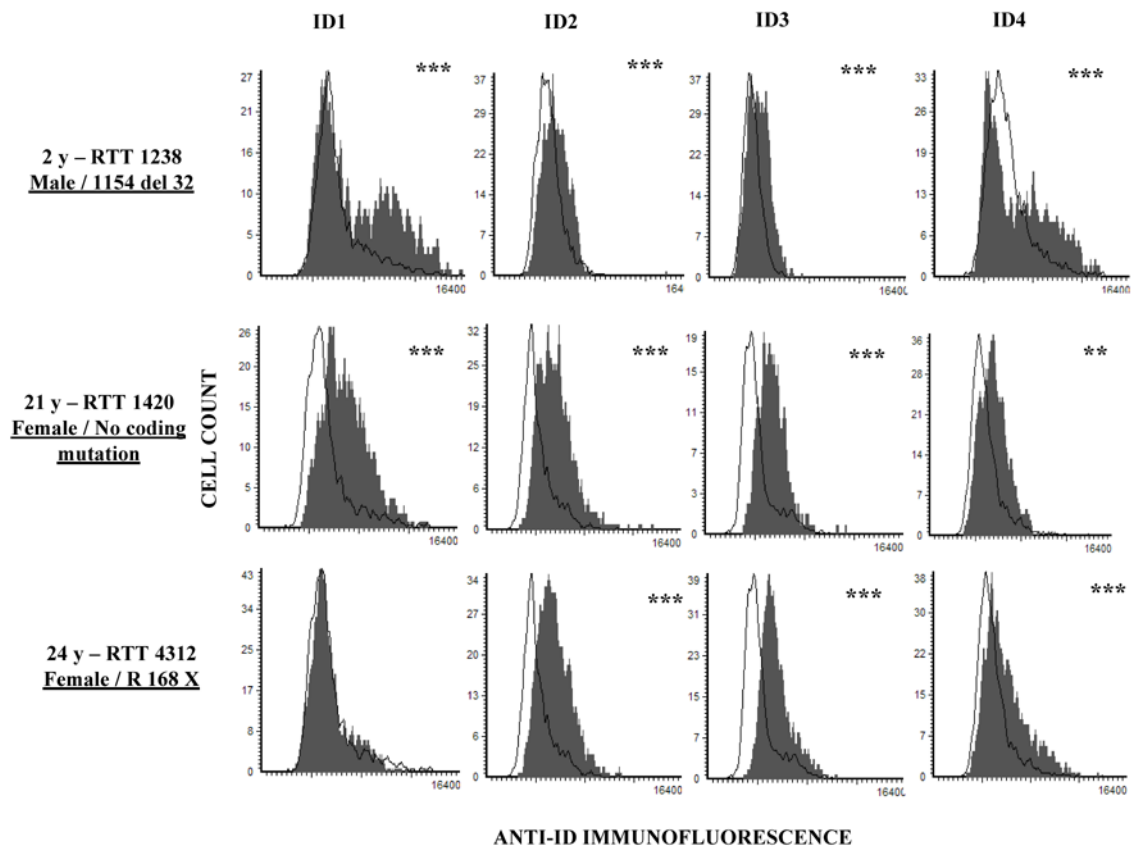 ID1 ID2 ID3 ID4
2 y – RTT 1238
Male / 1154 del 32
27 21 16 10 5 0 16400 ***
37 29 22 14 7 0 164 ***
38 29 22 14 7 0 16400 ***
33 26 19 13 6 0 16400 ***
21 y – RTT 1420
Female / No coding
mutation
CELL COUNT
26 20 15 10 5 0 16400 ***
32 29 19 12 6 0 16400 ***
19 15 11 7 3 0 16400 ***
36 28 21 14 7 0 16400 **
24 y – RTT 4312
Female / R 168 X
43 34 25 17 8 0 16400
34 27 20 13 6 0 16400 ***
39 31 23 15 7 0 16400 ***
38 30 22 15 7 0 16400 ***
ANTI-ID IMMUNOFLUORESCENCE